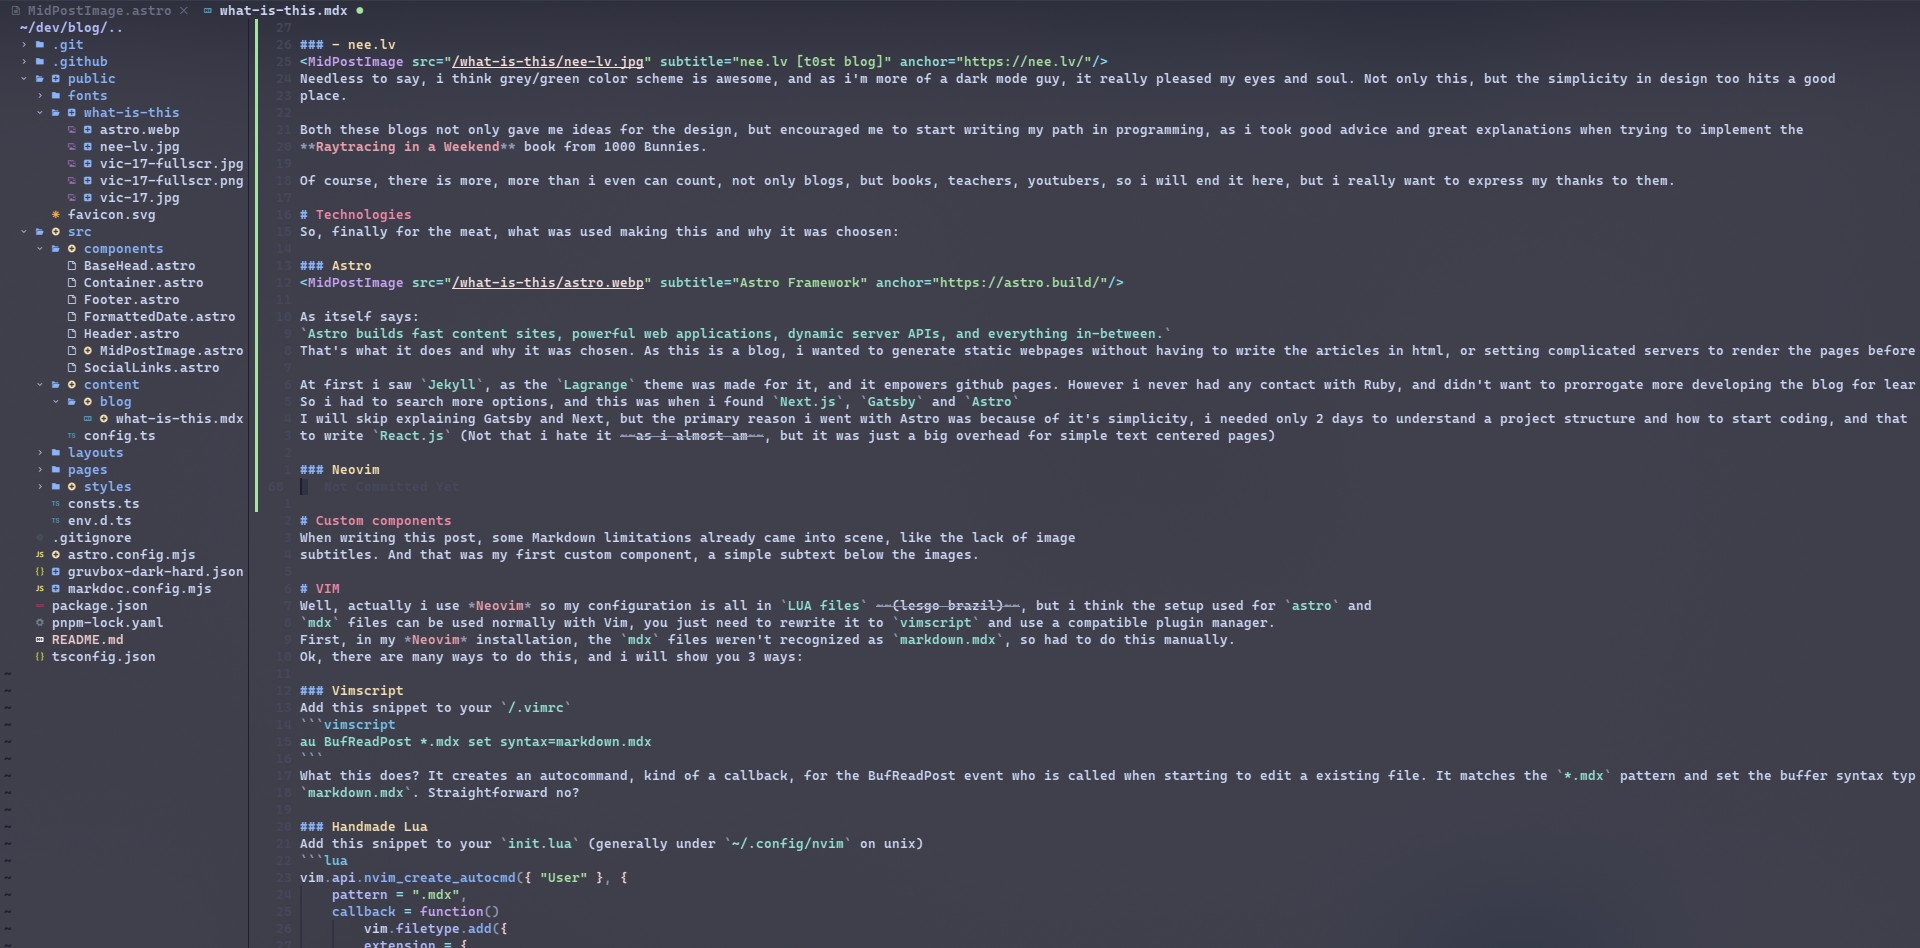 MidPostImage.astro ×
what-is-this.mdx ●
~/dev/blog/..
.git
.github
public
fonts
what-is-this
astro.webp
nee-lv.jpg
vic-17-fullscr.jpg
vic-17-fullscr.png
vic-17.jpg
favicon.svg
src
components
BaseHead.astro
Container.astro
Footer.astro
FormattedDate.astro
Header.astro
MidPostImage.astro
SocialLinks.astro
content
blog
what-is-this.mdx
TS config.ts
layouts
pages
styles
TS consts.ts
TS env.d.ts
.gitignore
JS astro.config.mjs
{} gruvbox-dark-hard.json
JS markdoc.config.mjs
package.json
pnpm-lock.yaml
README.md
{} tsconfig.json
### - nee.lv
<MidPostImage src="/what-is-this/nee-lv.jpg" subtitle="nee.lv [t0st blog]" anchor="https://nee.lv/"/>
Needless to say, i think grey/green color scheme is awesome, and as i'm more of a dark mode guy, it really pleased my eyes and soul. Not only this, but the simplicity in design too hits a good
place.
Both these blogs not only gave me ideas for the design, but encouraged me to start writing my path in programming, as i took good advice and great explanations when trying to implement the
**Raytracing in a Weekend** book from 1000 Bunnies.
Of course, there is more, more than i even can count, not only blogs, but books, teachers, youtubers, so i will end it here, but i really want to express my thanks to them.
# Technologies
So, finally for the meat, what was used making this and why it was choosen:
### Astro
<MidPostImage src="/what-is-this/astro.webp" subtitle="Astro Framework" anchor="https://astro.build/"/>
As itself says:
`Astro builds fast content sites, powerful web applications, dynamic server APIs, and everything in-between.`
That's what it does and why it was chosen. As this is a blog, i wanted to generate static webpages without having to write the articles in html, or setting complicated servers to render the pages before
At first i saw `Jekyll`, as the `Lagrange` theme was made for it, and it empowers github pages. However i never had any contact with Ruby, and didn't want to prorrogate more developing the blog for lear
So i had to search more options, and this was when i found `Next.js`, `Gatsby` and `Astro`
I will skip explaining Gatsby and Next, but the primary reason i went with Astro was because of it's simplicity, i needed only 2 days to understand a project structure and how to start coding, and that
to write `React.js` (Not that i hate it ~~as i almost am~~, but it was just a big overhead for simple text centered pages)
### Neovim
Not Committed Yet
# Custom components
When writing this post, some Markdown limitations already came into scene, like the lack of image
subtitles. And that was my first custom component, a simple subtext below the images.
# VIM
Well, actually i use *Neovim* so my configuration is all in `LUA files` ~~(lesgo brazil)~~, but i think the setup used for `astro` and
`mdx` files can be used normally with Vim, you just need to rewrite it to `vimscript` and use a compatible plugin manager.
First, in my *Neovim* installation, the `mdx` files weren't recognized as `markdown.mdx`, so had to do this manually.
Ok, there are many ways to do this, and i will show you 3 ways:
### Vimscript
Add this snippet to your `/.vimrc`
```vimscript
au BufReadPost *.mdx set syntax=markdown.mdx
```
What this does? It creates an autocommand, kind of a callback, for the BufReadPost event who is called when starting to edit a existing file. It matches the `*.mdx` pattern and set the buffer syntax typ
`markdown.mdx`. Straightforward no?
### Handmade Lua
Add this snippet to your `init.lua` (generally under `~/.config/nvim` on unix)
```lua
vim.api.nvim_create_autocmd({ "User" }, {
pattern = ".mdx",
callback = function()
vim.filetype.add({
extension = {